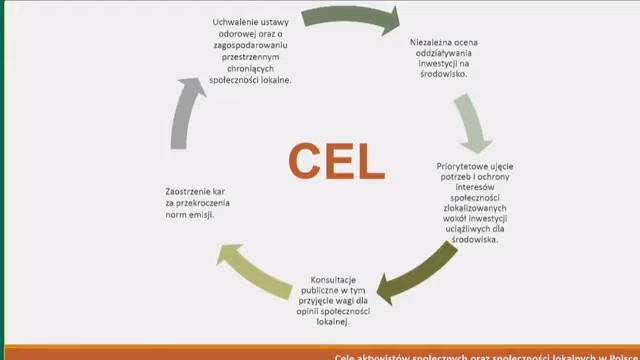 Uchwalenie ustawy
odorowej oraz o
zagospodarowaniu
przestrzennym
chroniących
społeczności lokalne.
Niezależna ocena
oddziaływania
inwestycji na
środowisko.
Priorytetowe ujęcie
potrzeb i ochrony
interesów
społeczności
zlokalizowanych
wokół inwestycji
uciążliwych dla
środowiska.
Konsultacje
publiczne w tym
przyjęcie wagi dla
opinii społeczności
lokalnej.
Zaostrzenie kar
za przekroczenia
norm emisji.
CEL
Cele aktywistów społecznych oraz społeczności lokalnych w Polsce